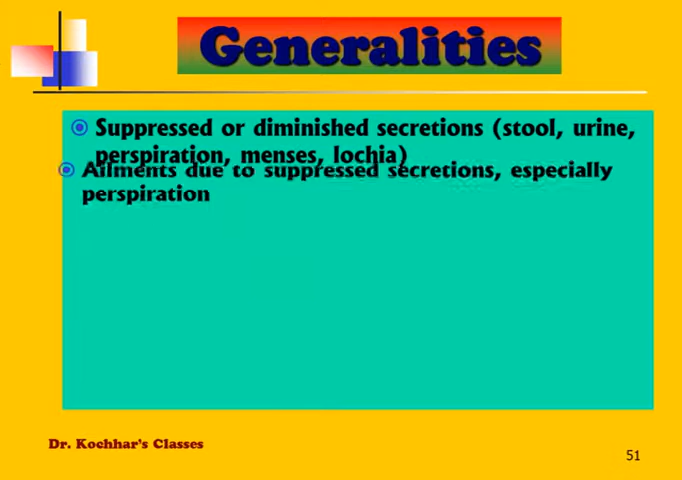 Generalities
Suppressed or diminished secretions (stool, urine,
perspiration, menses, lochia)
Ailments due to suppressed secretions, especially
perspiration
Dr. Kochhar's Classes
51